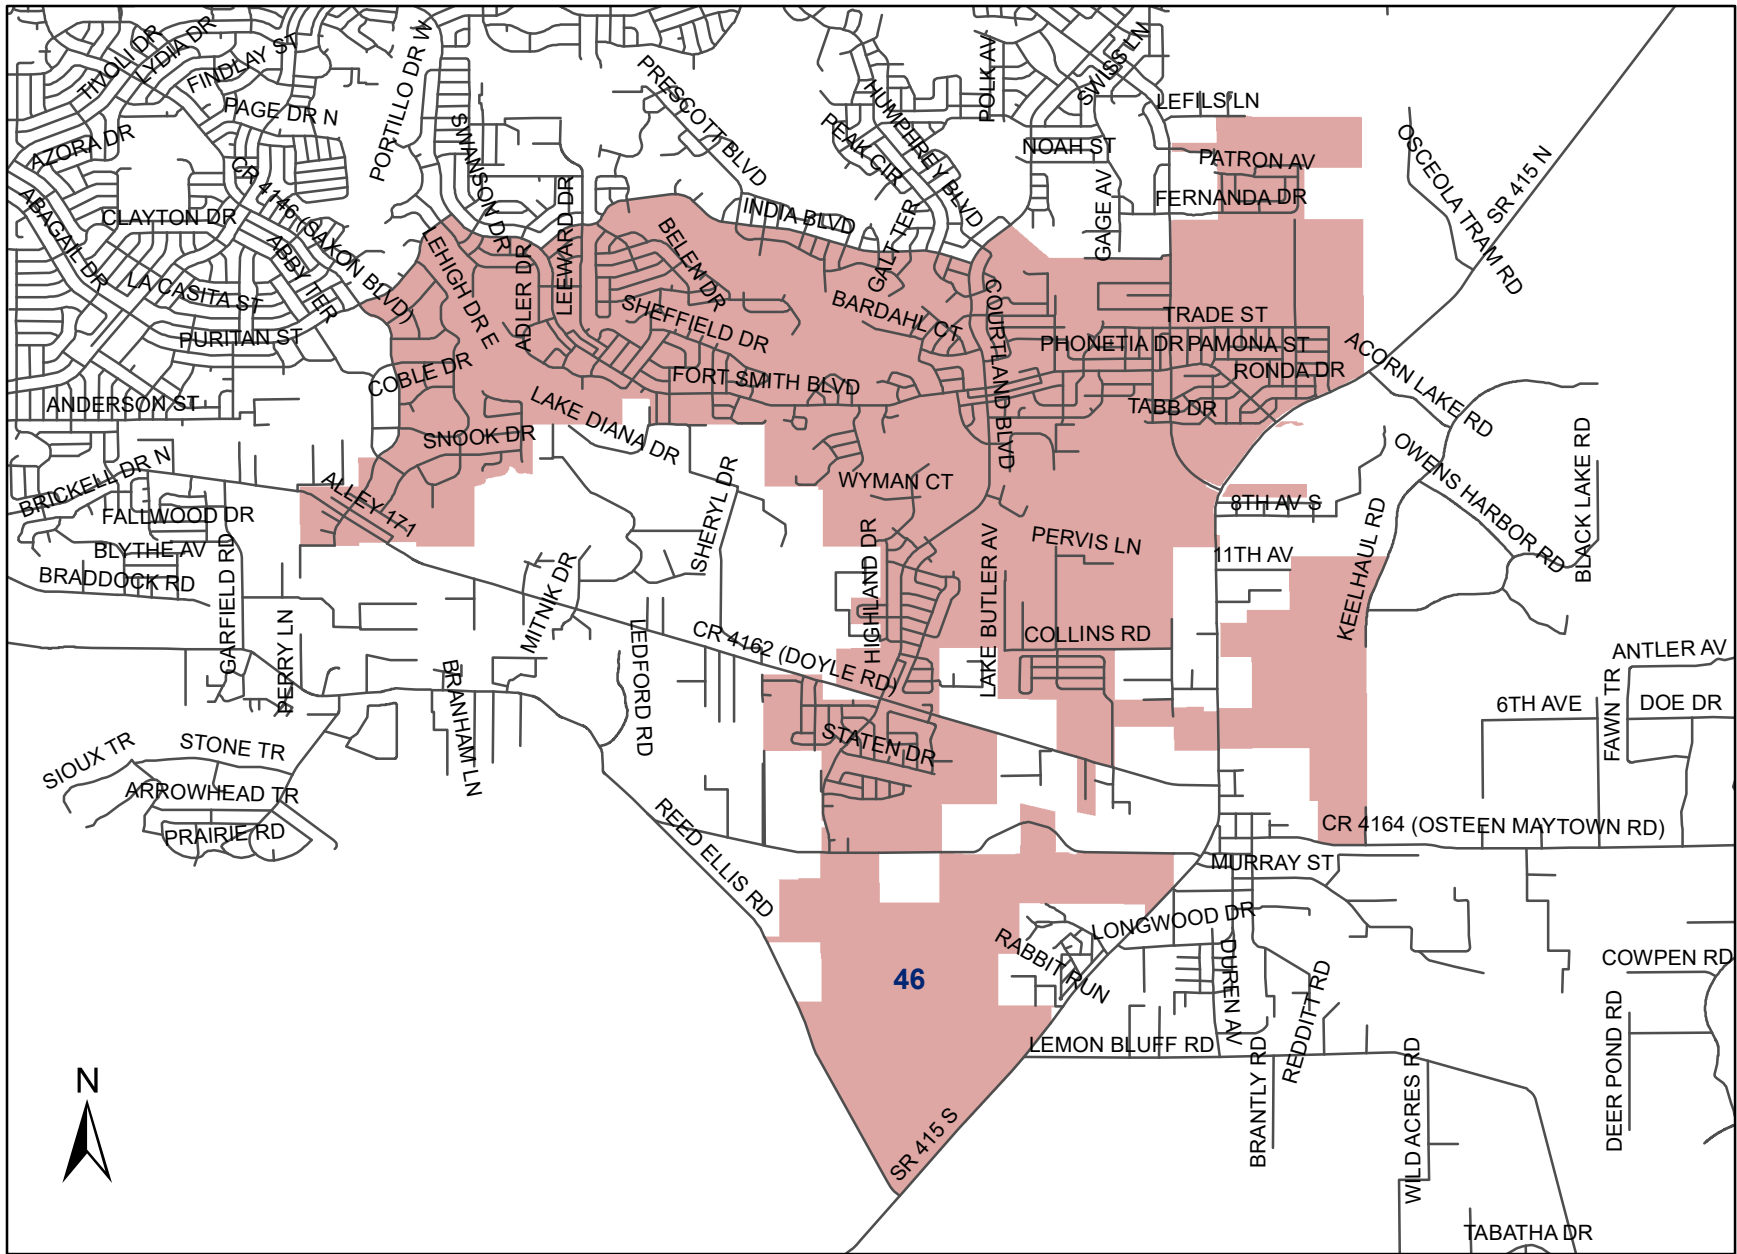 TIVOLI DR
LYDIA DR
FINDLAY ST
PAGE DR N
PORTILLO DR W
SWANSON DR
PRESCOTT BLVD
HUMPHREY BLVD
PEAK CIR
POLK AV
SWISS LN
LEFILS LN
NOAH ST
PATRON AV
FERNANDA DR
GAGE AV
OSCEOLA TRAM RD
SR 415 N
AZORA DR
ABAGAIL DR
CLAYTON DR
CR 4146 (SAXON BLVD)
ABBY TER
LA CASITA ST
PURITAN ST
LEHIGH DR E
ADLER DR
LEEWARD DR
BELEM DR
INDIA BLVD
GALT TER
BARDAHL CT
SHEFFIELD DR
COURTLAND BLVD
TRADE ST
PHONETIA DR
PAMONA ST
RONDA DR
ACORN LAKE RD
COBLE DR
FORT SMITH BLVD
TABB DR
ANDERSON ST
LAKE DIANA DR
SNOOK DR
OWENS HARBOR RD
BLACK LAKE RD
BRICKELL DR N
ALLEY 171
SHERYL DR
WYMAN CT
8TH AV S
FALLWOOD DR
BLYTHE AV
BRADDOCK RD
GARFIELD RD
PERRY LN
MITNIK DR
HIGHLAND DR
LAKE BUTLER AV
PERVIS LN
11TH AV
KEELHAUL RD
COLLINS RD
CR 4162 (DOYLE RD)
LEDFORD RD
BRANHAM LN
ANTLER AV
6TH AVE
FAWN TR
DOE DR
SIOUX TR
STONE TR
STATEN DR
ARROWHEAD TR
PRAIRIE RD
REED ELLIS RD
CR 4164 (OSTEEN MAYTOWN RD)
MURRAY ST
LONGWOOD DR
RABBIT RUN
DUREN AV
REDDITT RD
COWPEN RD
46
LEMON BLUFF RD
BRANTLY RD
WILD ACRES RD
DEER POND RD
N
SR 415 S
TABATHA DR